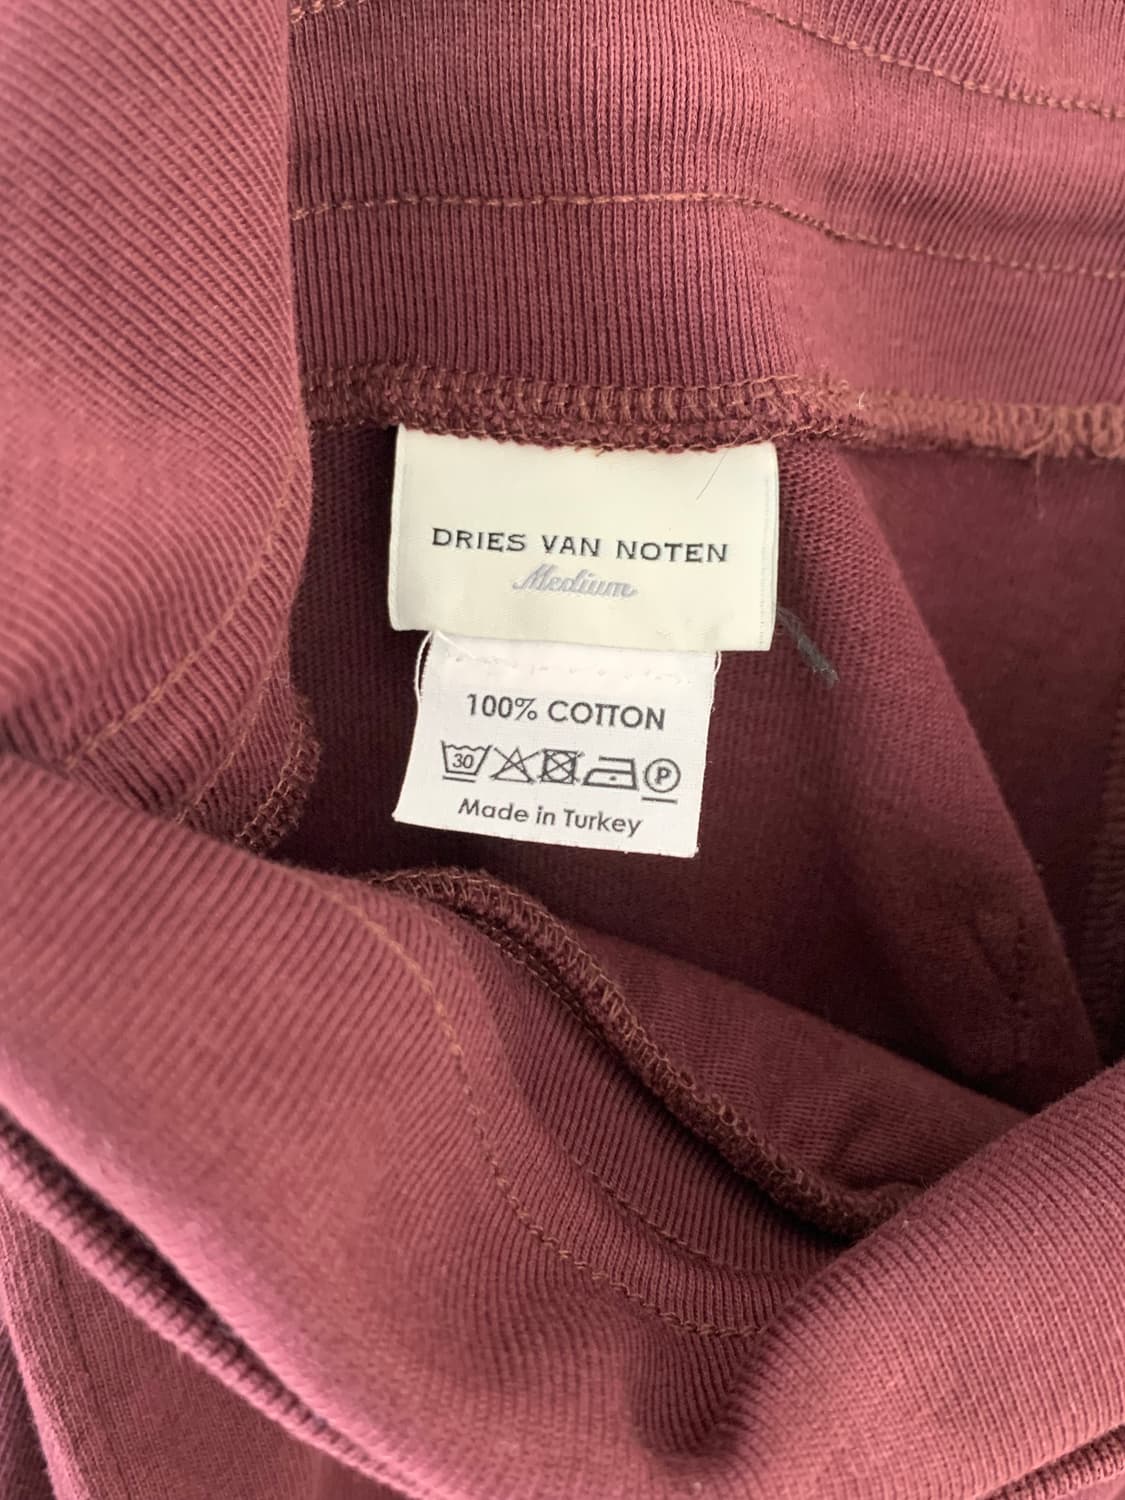 DRIES VAN NOTEN
Medium
100% COTTON
30 P
Made in Turkey